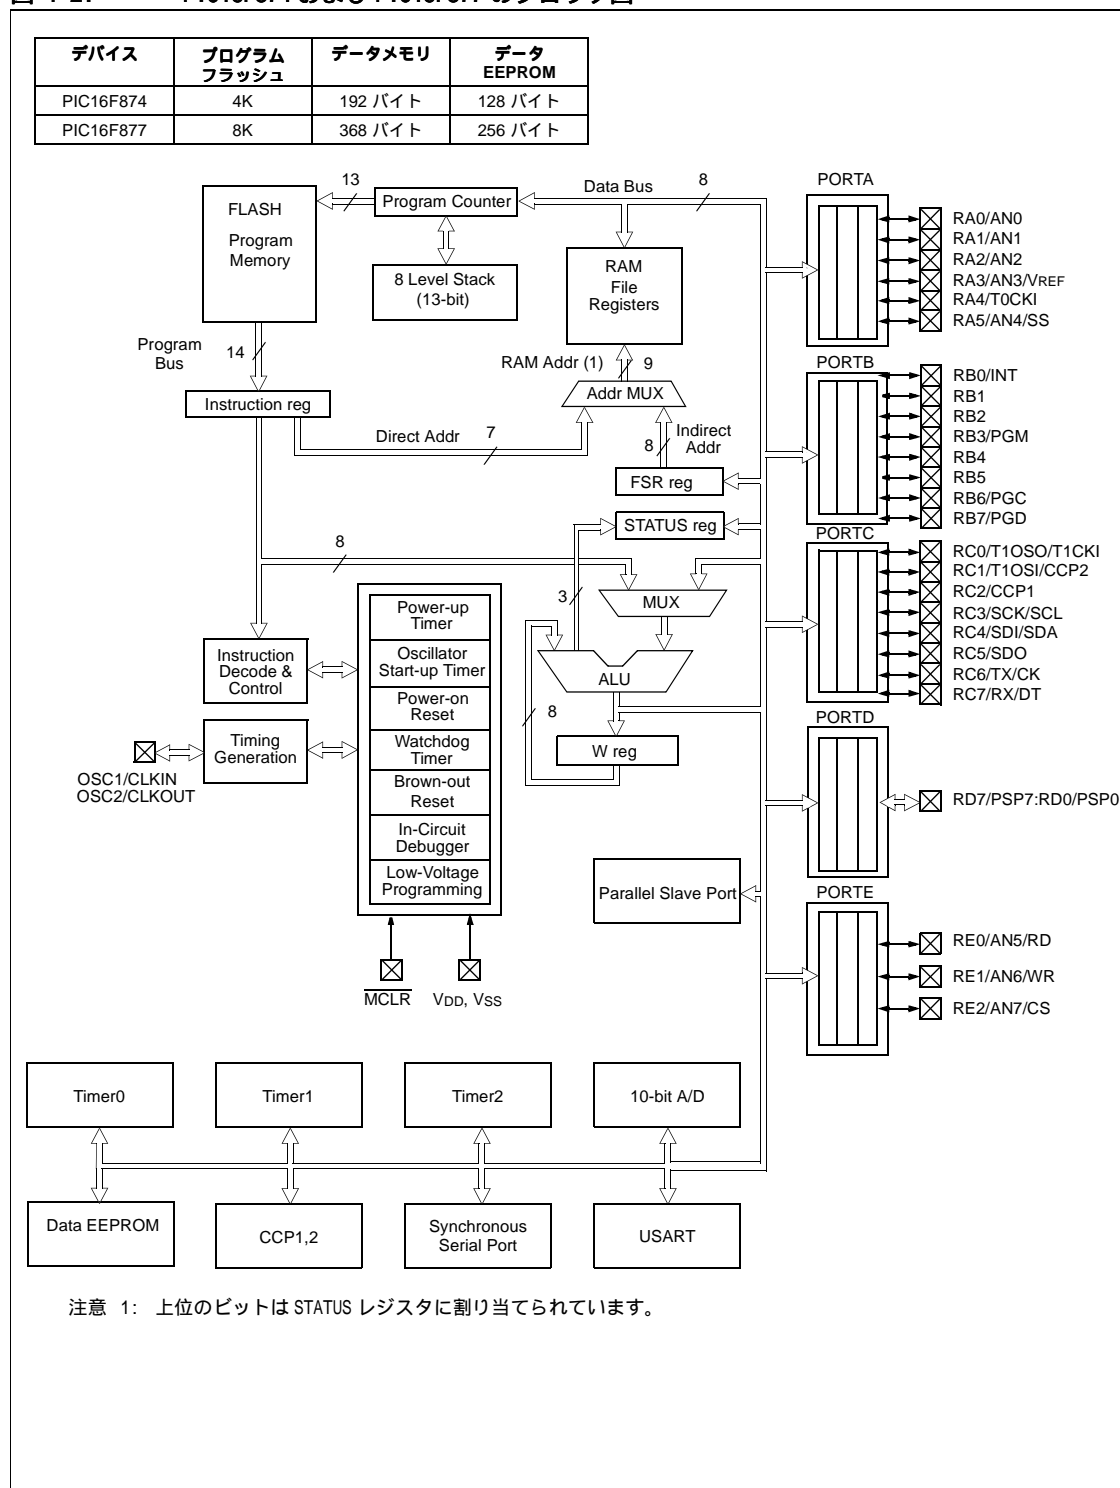 デバイス プログラム フラッシュ データメモリ データ EEPROM
PIC16F874 4K 192 バイト 128 バイト
PIC16F877 8K 368 バイト 256 バイト
FLASH
Program
Memory
13
Program Counter
Data Bus
8
8 Level Stack
(13-bit)
RAM
File
Registers
Program
Bus
14
RAM Addr (1)
9
Instruction reg
Addr MUX
Direct Addr
7
8
Indirect
Addr
FSR reg
STATUS reg
8
3
MUX
Power-up
Timer
Oscillator
Start-up Timer
Power-on
Reset
Watchdog
Timer
Brown-out
Reset
In-Circuit
Debugger
Low-Voltage
Programming
Instruction
Decode &
Control
Timing
Generation
OSC1/CLKIN
OSC2/CLKOUT
ALU
8
W reg
Parallel Slave Port
MCLR
VDD, VSS
PORTA
RA0/AN0
RA1/AN1
RA2/AN2
RA3/AN3/VREF
RA4/T0CKI
RA5/AN4/SS
PORTB
RB0/INT
RB1
RB2
RB3/PGM
RB4
RB5
RB6/PGC
RB7/PGD
PORTC
RC0/T1OSO/T1CKI
RC1/T1OSI/CCP2
RC2/CCP1
RC3/SCK/SCL
RC4/SDI/SDA
RC5/SDO
RC6/TX/CK
RC7/RX/DT
PORTD
RD7/PSP7:RD0/PSP0
PORTE
RE0/AN5/RD
RE1/AN6/WR
RE2/AN7/CS
Timer0
Timer1
Timer2
10-bit A/D
Data EEPROM
CCP1,2
Synchronous
Serial Port
USART
注意 1: 上位のビットは STATUS レジスタに割り当てられています。